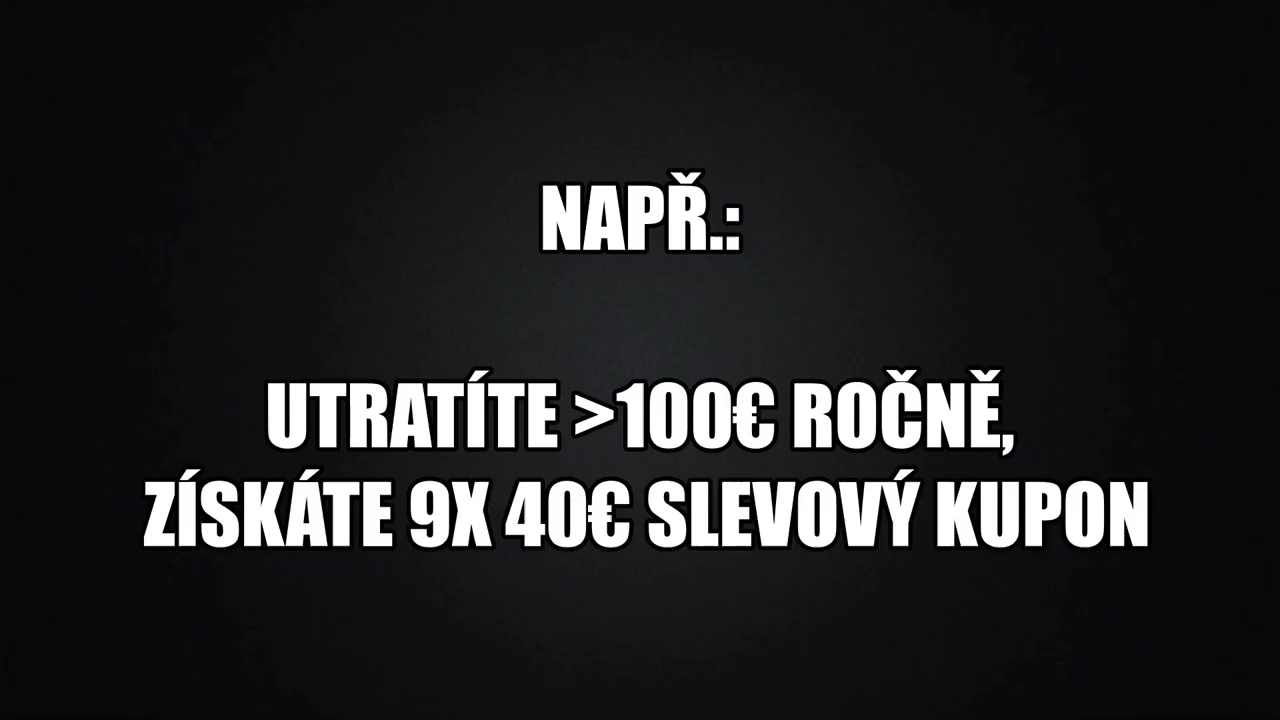 NAPŘ.:
UTRATÍTE >100€ ROČNĚ,
ZÍSKÁTE 9X 40€ SLEVOVÝ KUPON